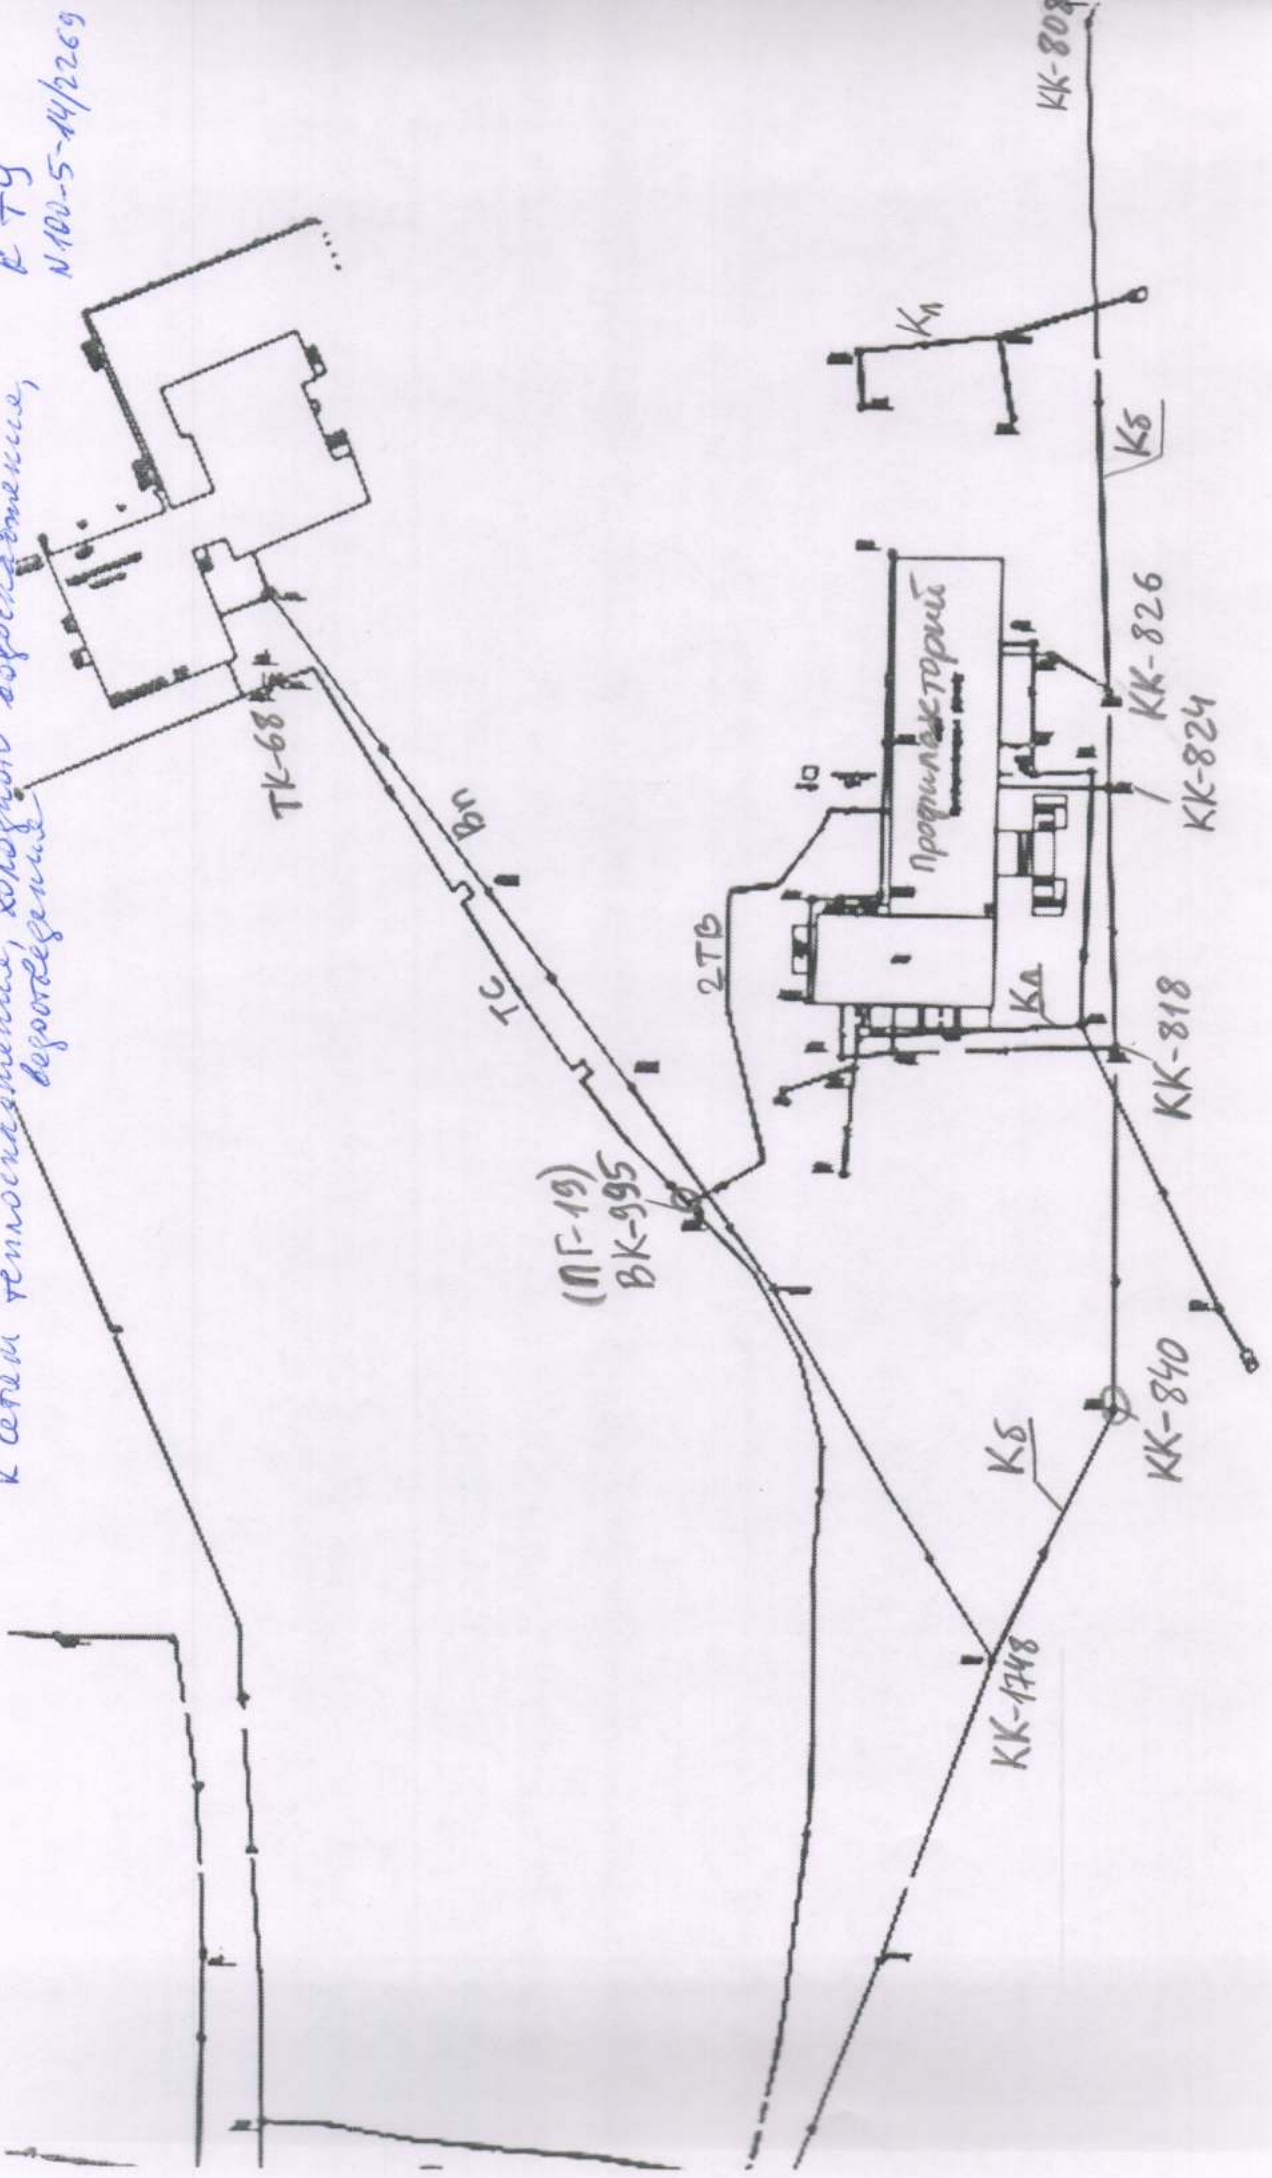 к сетям теплоснабжения, холодного водоснабжения,
водоотведения
к ТУ
N100-5-14/2269
ТК-68
Вп
ТС
2ТВ
(ПГ-19)
ВК-995
Профилакторий
Кл
КК-808
Кб
КК-826
КК-824
Кл
КК-818
КК-840
Кб
КК-1748